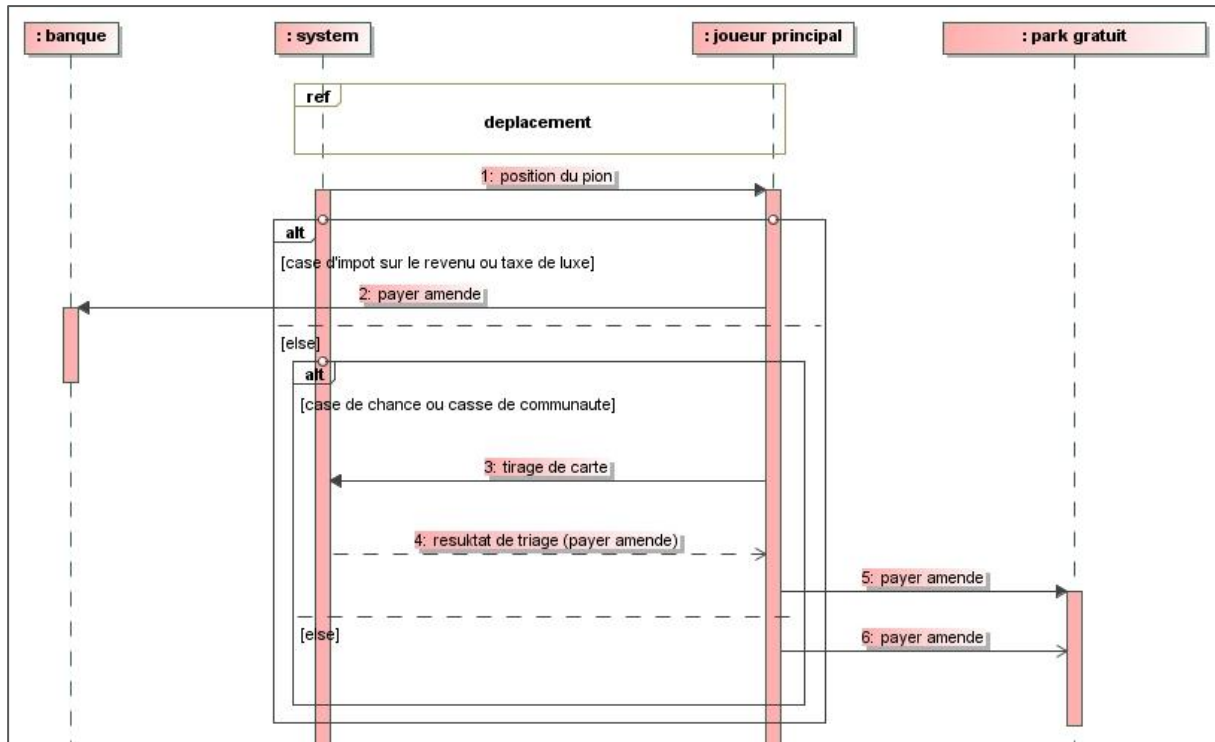 : banque
: system
: joueur principal
: park gratuit
ref
deplacement
1: position du pion
alt
[case d'impot sur le revenu ou taxe de luxe]
2: payer amende
[else]
alt
[case de chance ou casse de communaute]
3: tirage de carte
4: resuktat de triage (payer amende)
5: payer amende
[else]
6: payer amende